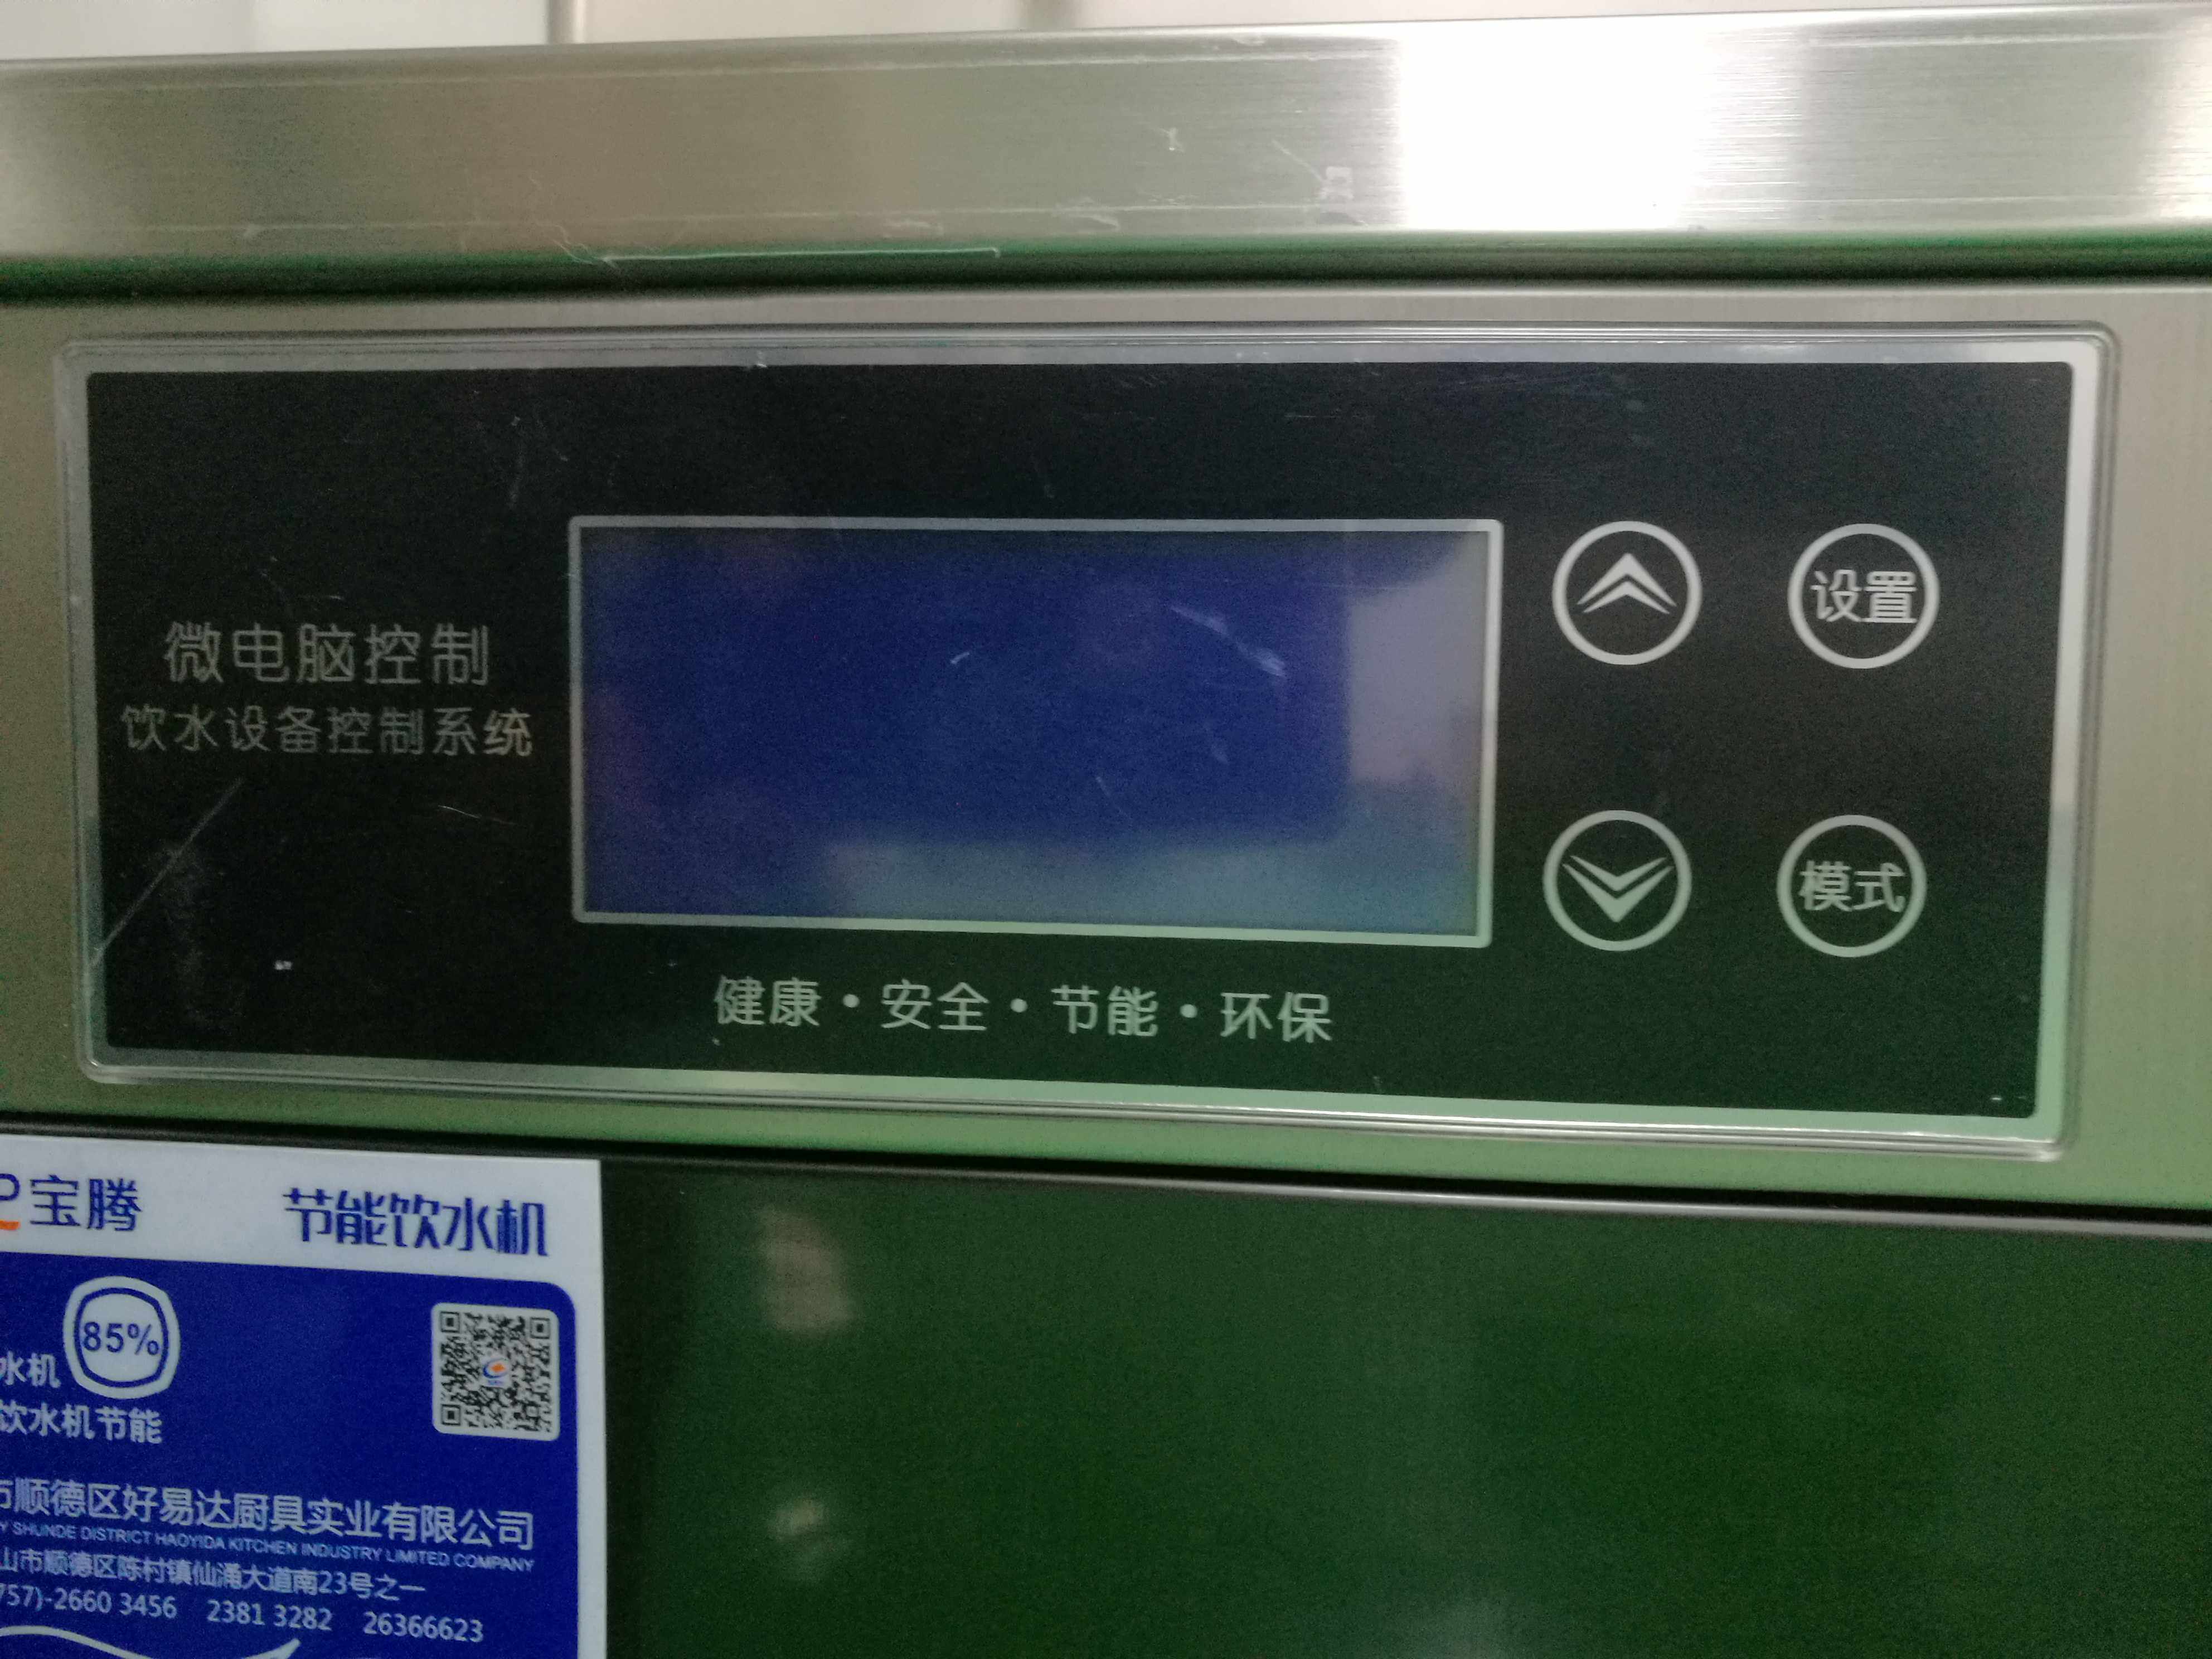 微电脑控制
饮水设备控制系统
设置
模式
健康·安全·节能·环保
宝腾
节能饮水机
85%
水机
饮水机节能
顺德区好易达厨具实业有限公司
Y SHUNDE DISTRICT HAOYIDA KITCHEN INDUSTRY LIMITED COMPANY
山市顺德区陈村镇仙涌大道南23号之一
757)-2660 3456 2381 3282 26366623